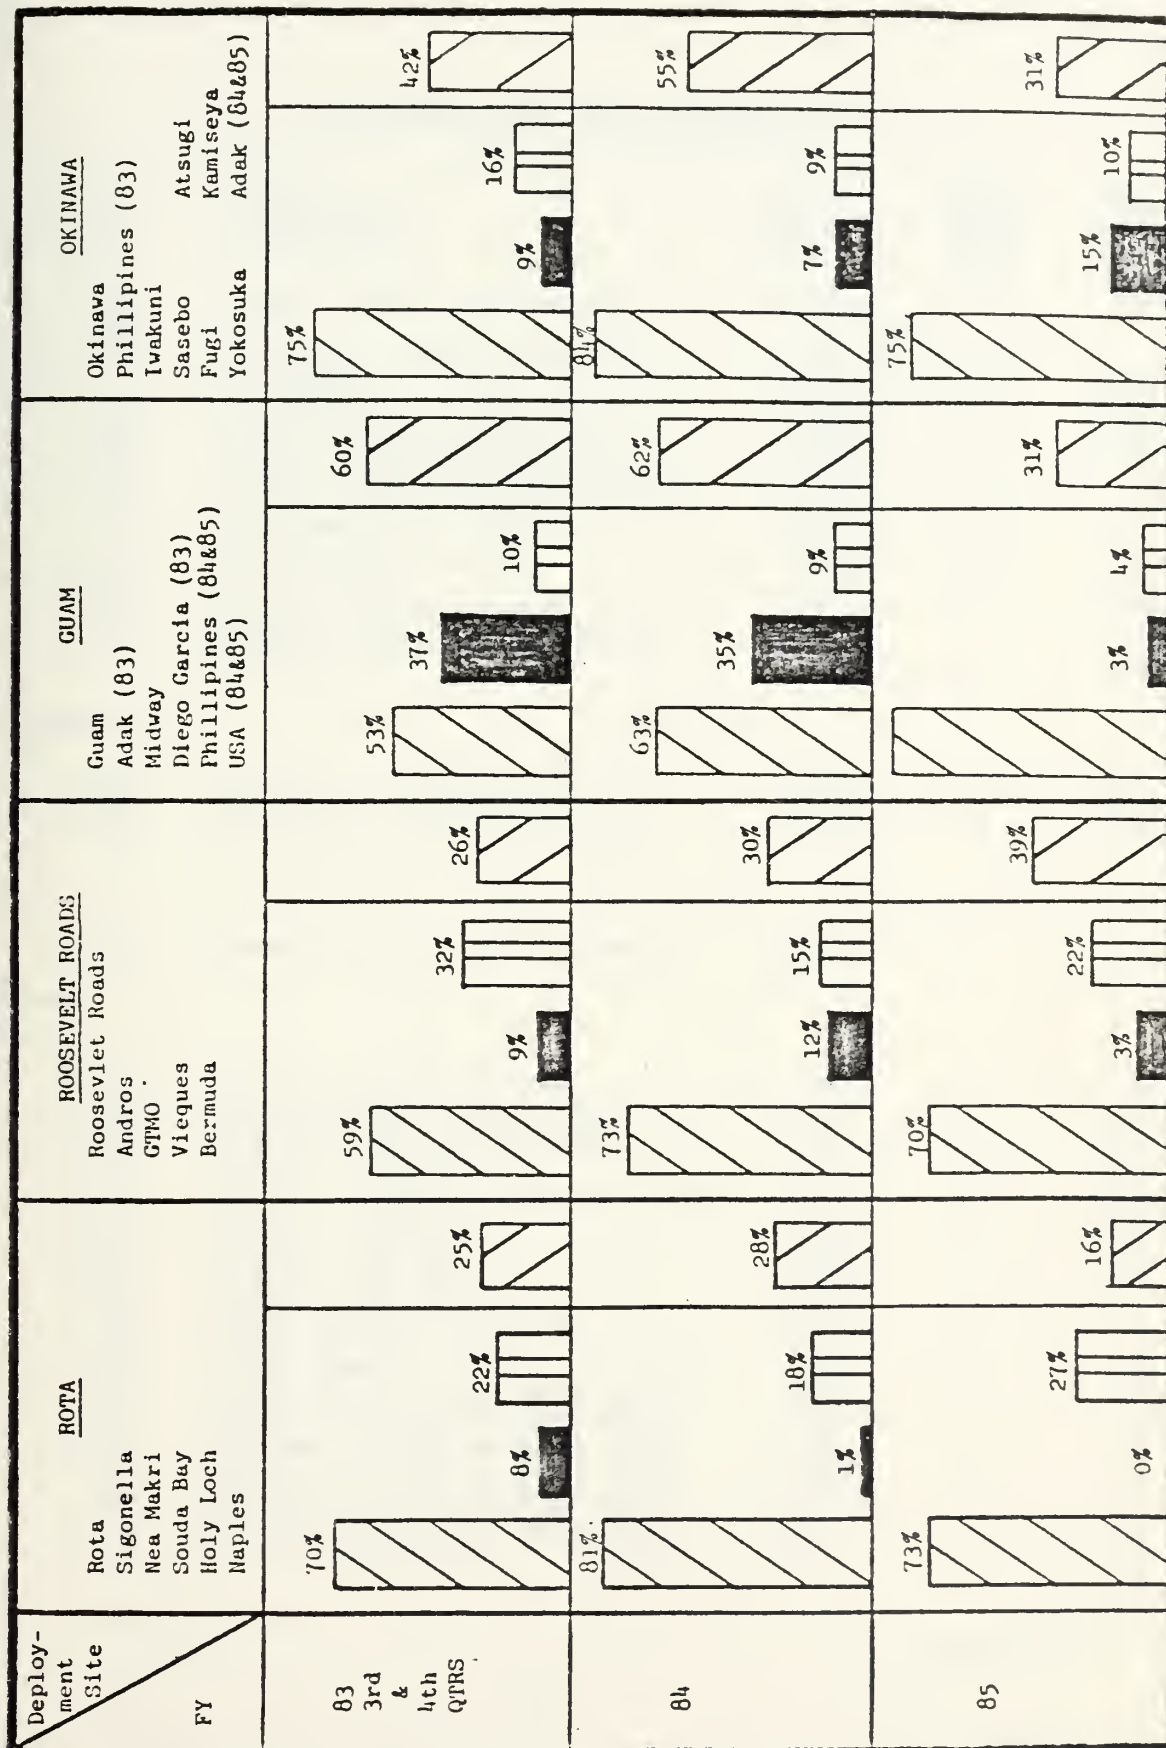 Deploy-
ment
Site
FY
ROTA
Rota
Sigonella
Nea Makri
Souda Bay
Holy Loch
Naples
ROOSEVELT ROADS
Roosevlet Roads
Andros
GTMO
Vieques
Bermuda
GUAM
Guam
Adak (83)
Midway
Diego Garcia (83)
Phillipines (84&85)
USA (84&85)
OKINAWA
Okinawa
Phillipines (83)
Iwakuni
Sasebo Atsugi
Fugi Kamiseya
Yokosuka Adak (84&85)
83
3rd
&
4th
QTRS
70% 8% 22% 25% 59% 9% 32% 26% 53% 37% 10% 60% 75% 9% 16% 42%
84
81% 1% 18% 28% 73% 12% 15% 30% 63% 35% 9% 62% 84% 7% 9% 55%
85
73% 0% 27% 16% 70% 3% 22% 39% 3% 4% 31% 75% 15% 10% 31%